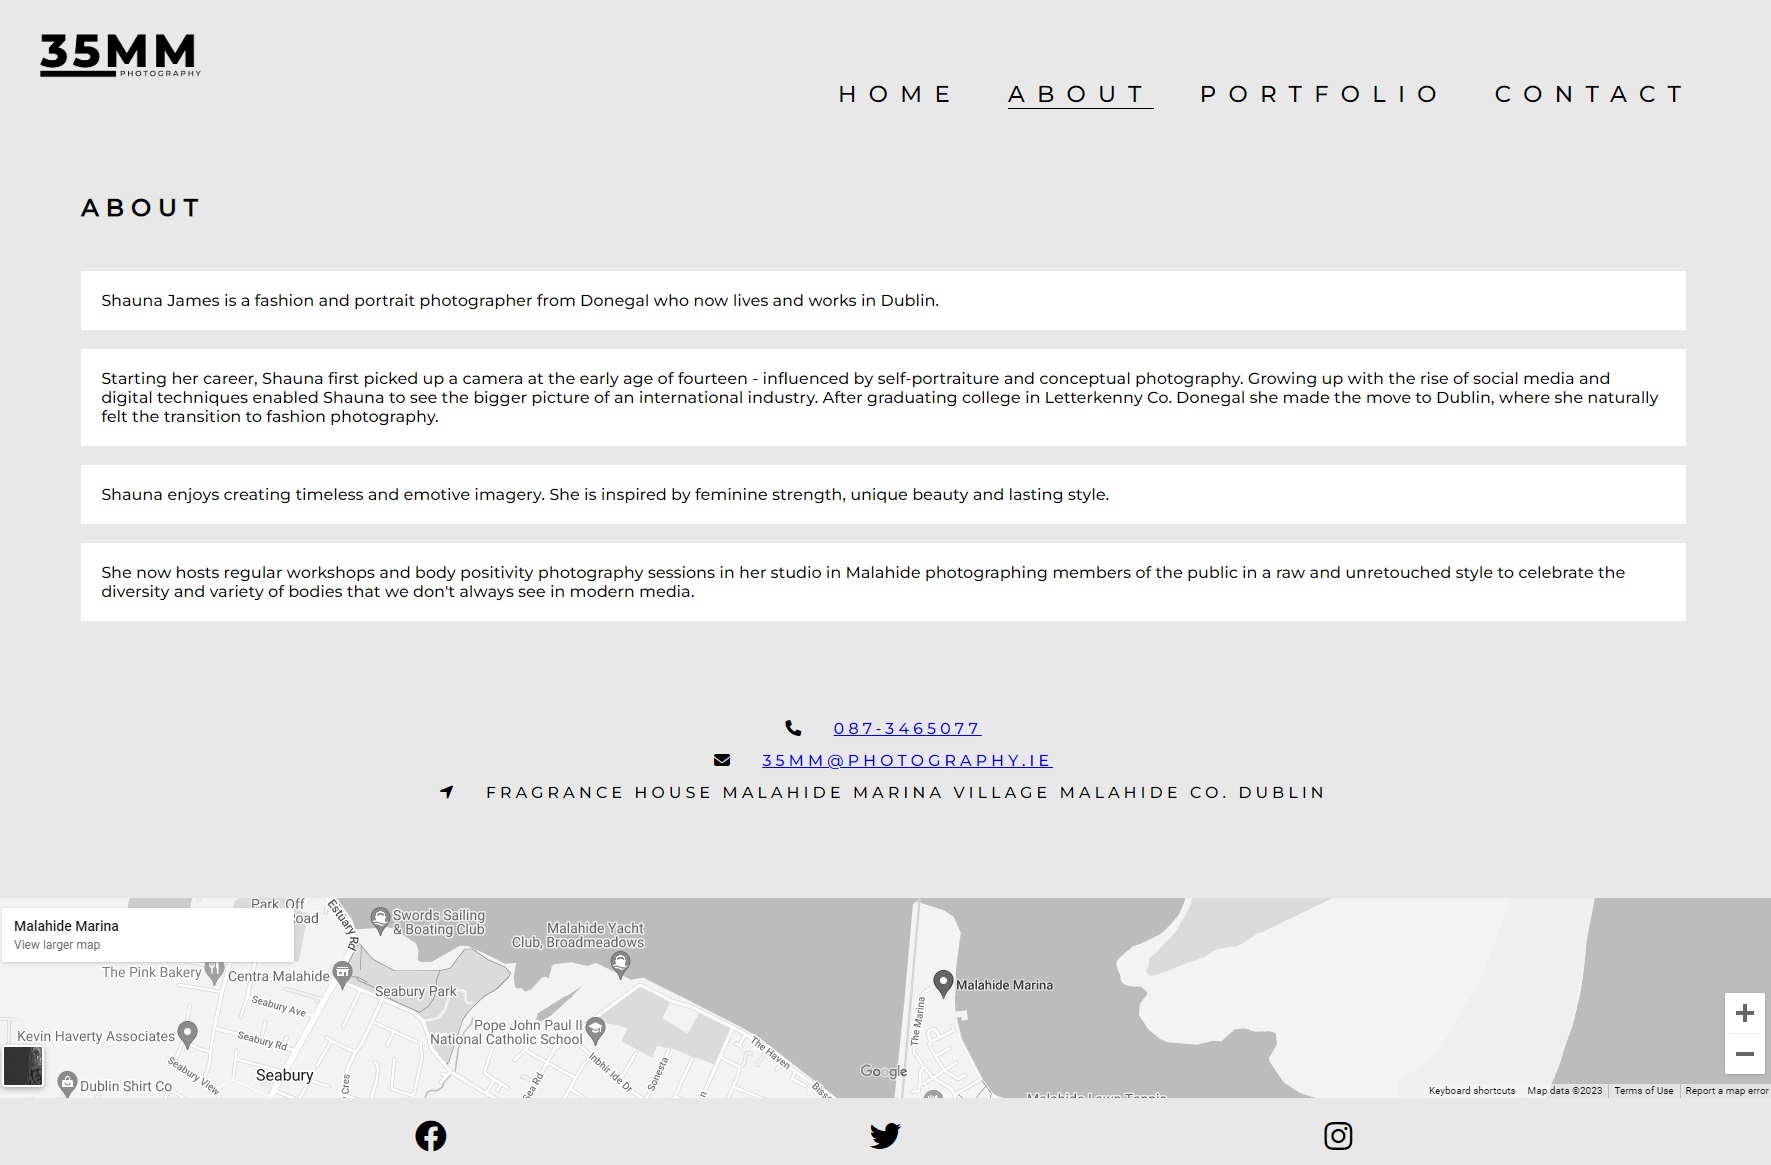 35MM
PHOTOGRAPHY
HOME ABOUT PORTFOLIO CONTACT
ABOUT
Shauna James is a fashion and portrait photographer from Donegal who now lives and works in Dublin.
Starting her career, Shauna first picked up a camera at the early age of fourteen - influenced by self-portraiture and conceptual photography. Growing up with the rise of social media and
digital techniques enabled Shauna to see the bigger picture of an international industry. After graduating college in Letterkenny Co. Donegal she made the move to Dublin, where she naturally
felt the transition to fashion photography.
Shauna enjoys creating timeless and emotive imagery. She is inspired by feminine strength, unique beauty and lasting style.
She now hosts regular workshops and body positivity photography sessions in her studio in Malahide photographing members of the public in a raw and unretouched style to celebrate the
diversity and variety of bodies that we don't always see in modern media.
087-3465077
35MM@PHOTOGRAPHY.IE
FRAGRANCE HOUSE MALAHIDE MARINA VILLAGE MALAHIDE CO. DUBLIN
Malahide Marina
View larger map
Park. Off
Estuary Rd
Swords Sailing
& Boating Club
Malahide Yacht
Club, Broadmeadows
The Pink Bakery
Centra Malahide
Seabury Park
Malahide Marina
The Marina
Seabury Ave
Kevin Haverty Associates
Seabury Rd
Pope John Paul II
National Catholic School
The Haven
Seabury View
Seabury
Inbhir Ide Dr
Sonesta
Google
Dublin Shirt Co
Cres
Sea Rd
Keyboard shortcuts Map data ©2023 Terms of Use Report a map error